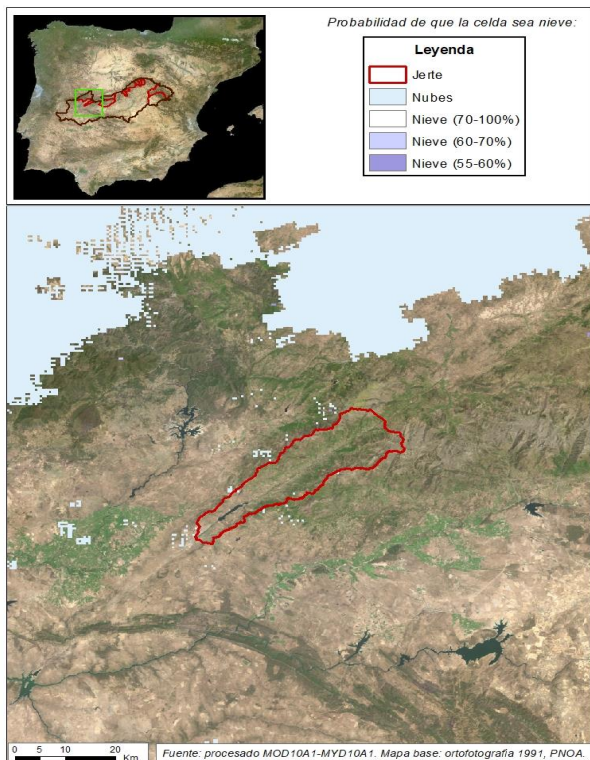 Probabilidad de que la celda sea nieve:
Leyenda
Jerte
Nubes
Nieve (70-100%)
Nieve (60-70%)
Nieve (55-60%)
0 5 10 20
Km
Fuente: procesado MOD10A1-MYD10A1. Mapa base: ortofotografía 1991, PNOA.